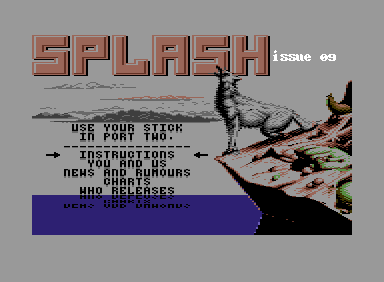 SPLASH
issue 09
USE YOUR STICK
IN PORT TWO.
INSTRUCTIONS
YOU AND US
NEWS AND RUMOURS
CHARTS
WHO RELEASES